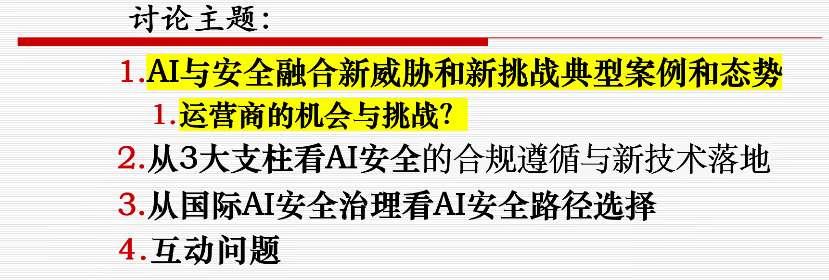 讨论主题：
1.AI与安全融合新威胁和新挑战典型案例和态势
1.运营商的机会与挑战？
2.从3大支柱看AI安全的合规遵循与新技术落地
3.从国际AI安全治理看AI安全路径选择
4.互动问题